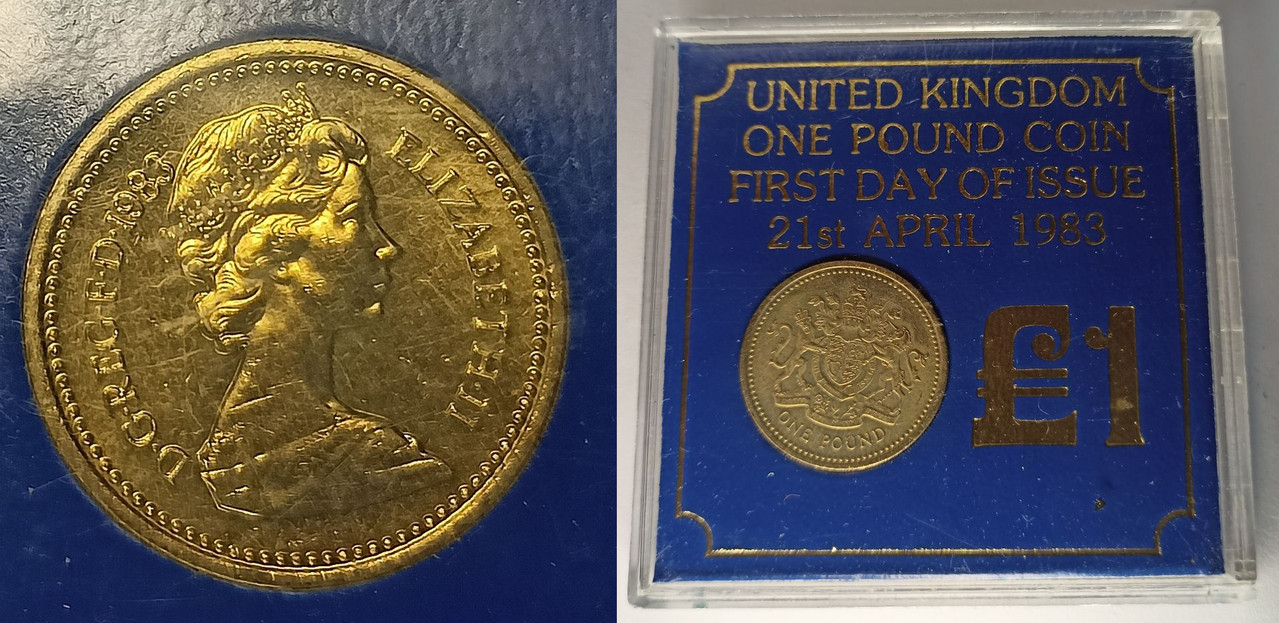 D·G·REG·F·D·1983
ELIZABETH·II
UNITED KINGDOM
ONE POUND COIN
FIRST DAY OF ISSUE
21st APRIL 1983
ONE POUND
£1